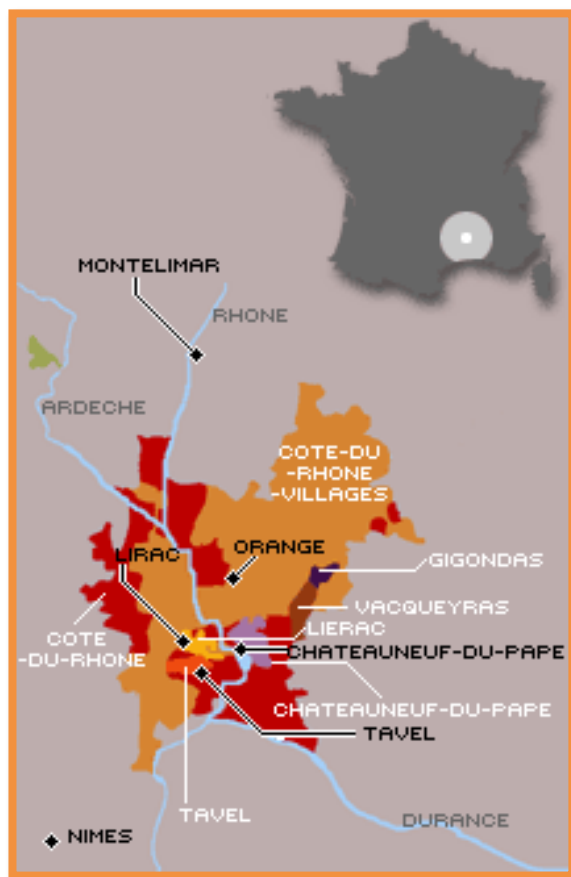 MONTELIMAR
RHONE
ARDECHE
COTE-DU
-RHONE
-VILLAGES
LIRAC
ORANGE
GIGONDAS
VACQUEYRAS
LIERAC
COTE
-DU-RHONE
CHATEAUNEUF-DU-PAPE
CHATEAUNEUF-DU-PAPE
TAVEL
TAVEL
DURANCE
NIMES